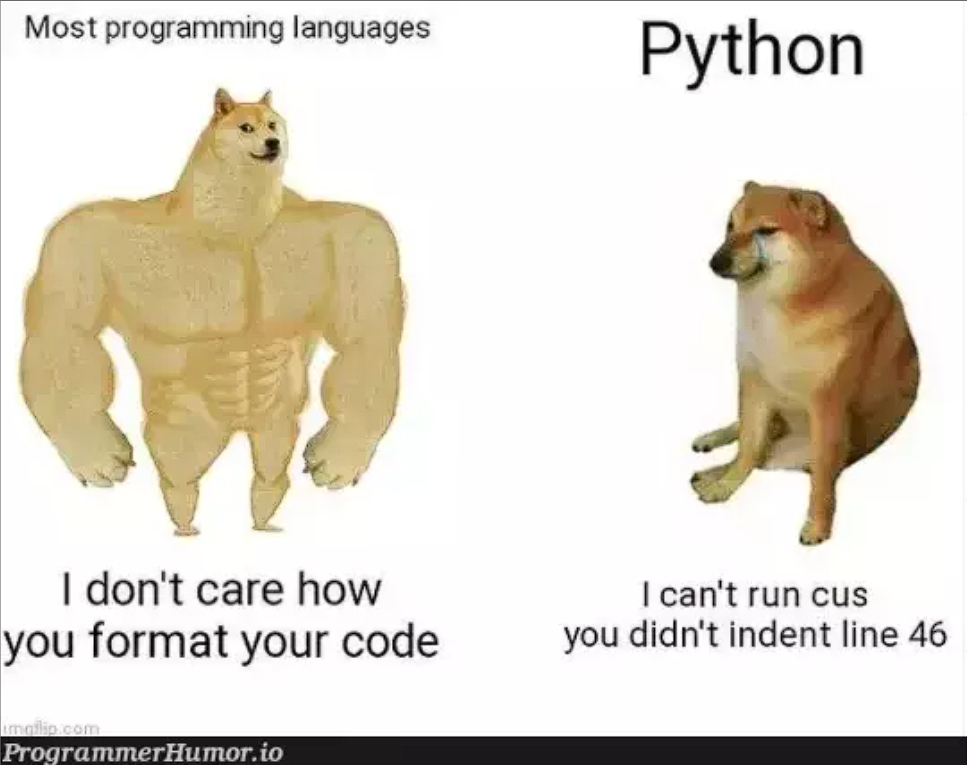 Most programming languages
Python
I don't care how
you format your code
I can't run cus
you didn't indent line 46
imgflip.com
ProgrammerHumor.io